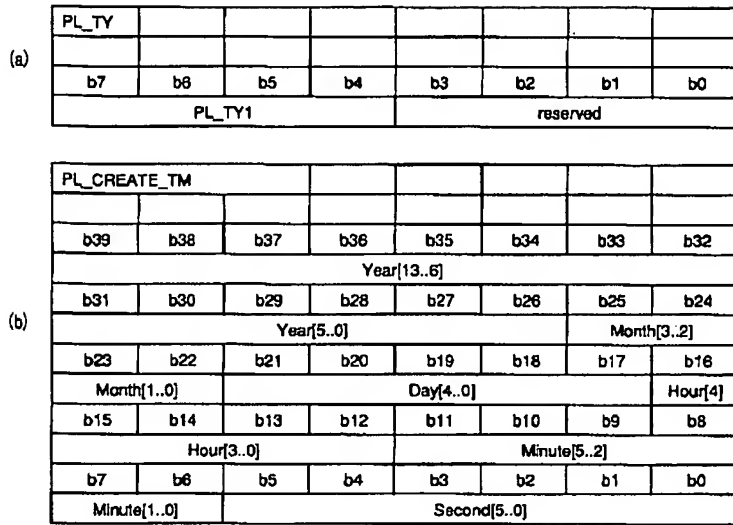 (a)
PL_TY
b7 b6 b5 b4 b3 b2 b1 b0
PL_TY1 reserved
(b)
PL_CREATE_TM
b39 b38 b37 b36 b35 b34 b33 b32
Year[13..6]
b31 b30 b29 b28 b27 b26 b25 b24
Year[5..0] Month[3..2]
b23 b22 b21 b20 b19 b18 b17 b16
Month[1..0] Day[4..0] Hour[4]
b15 b14 b13 b12 b11 b10 b9 b8
Hour[3..0] Minute[5..2]
b7 b6 b5 b4 b3 b2 b1 b0
Minute[1..0] Second[5..0]